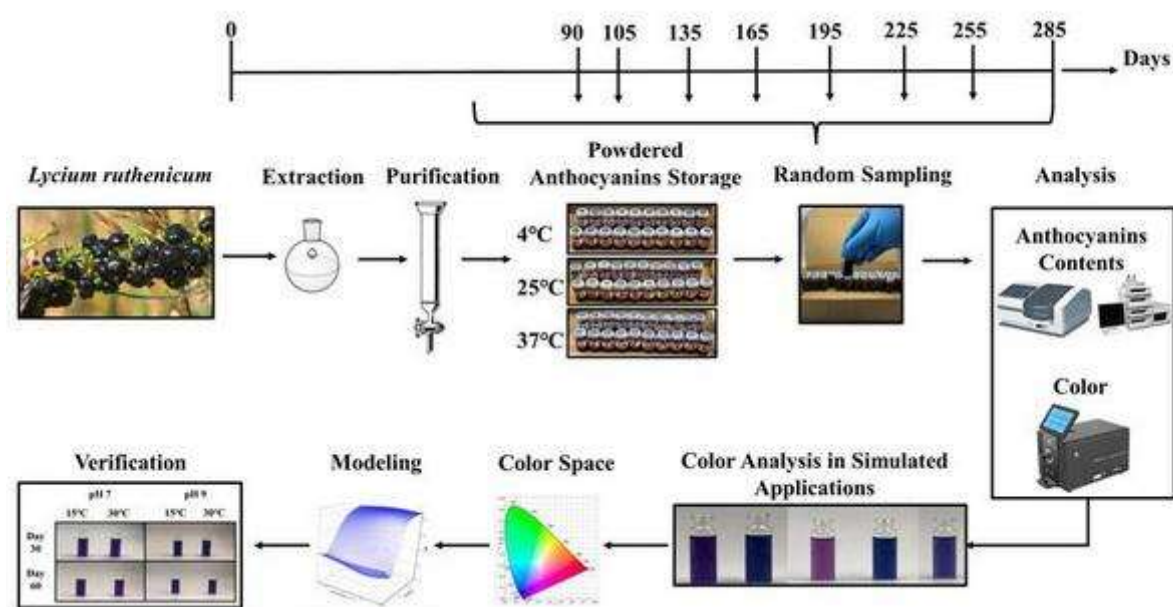 0 90 105 135 165 195 225 255 285
Days
Lycium ruthenicum
Extraction
Purification
Powdered
Anthocyanins Storage
4°C
25°C
37°C
Random Sampling
Analysis
Anthocyanins
Contents
Color
Verification
pH 7 pH 9
15°C 30°C 15°C 30°C
Day
30
Day
60
Modeling
Color Space
Color Analysis in Simulated
Applications